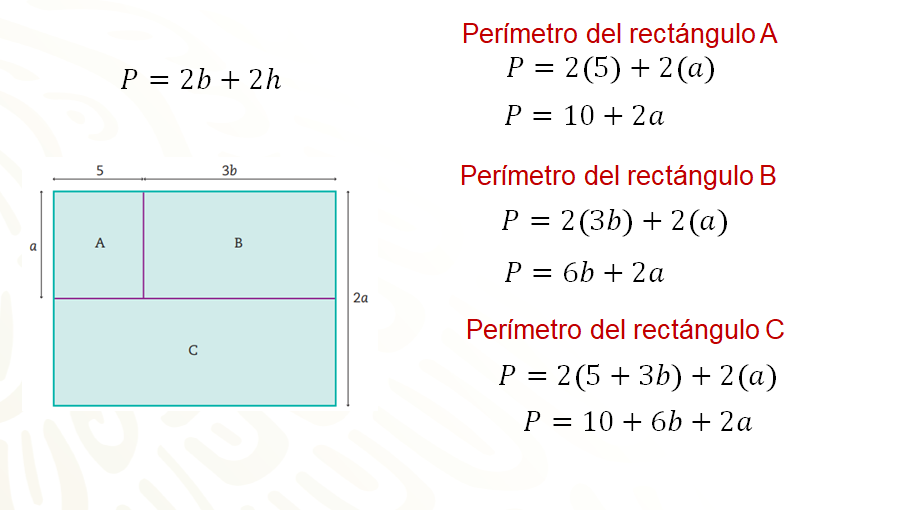 P = 2b + 2h
5
3b
a
A
B
2a
C
Perímetro del rectángulo A
P = 2(5) + 2(a)
P = 10 + 2a
Perímetro del rectángulo B
P = 2(3b) + 2(a)
P = 6b + 2a
Perímetro del rectángulo C
P = 2(5 + 3b) + 2(a)
P = 10 + 6b + 2a